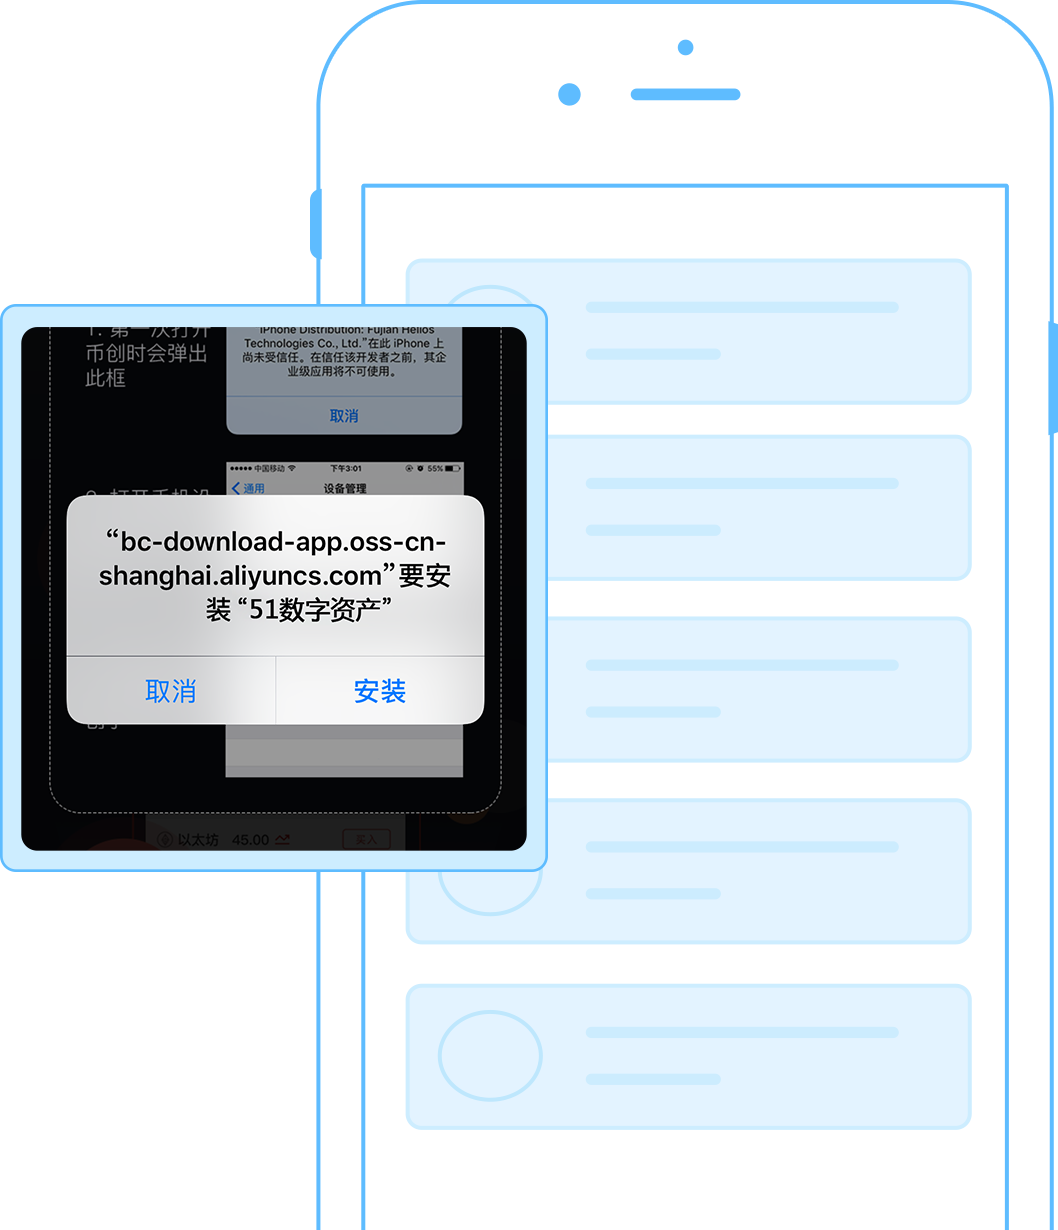 1. 第一次打开
币创时会弹出
此框
iPhone Distribution: Fujian Helios
Technologies Co., Ltd.”在此 iPhone 上
尚未受信任。在信任该开发者之前，其企
业级应用将不可使用。
取消
中国移动 下午3:01 55%
通用 设备管理
2. 打开手机设
“bc-download-app.oss-cn-
shanghai.aliyuncs.com”要安
装 “51数字资产”
取消 安装
以太坊 45.00 买入